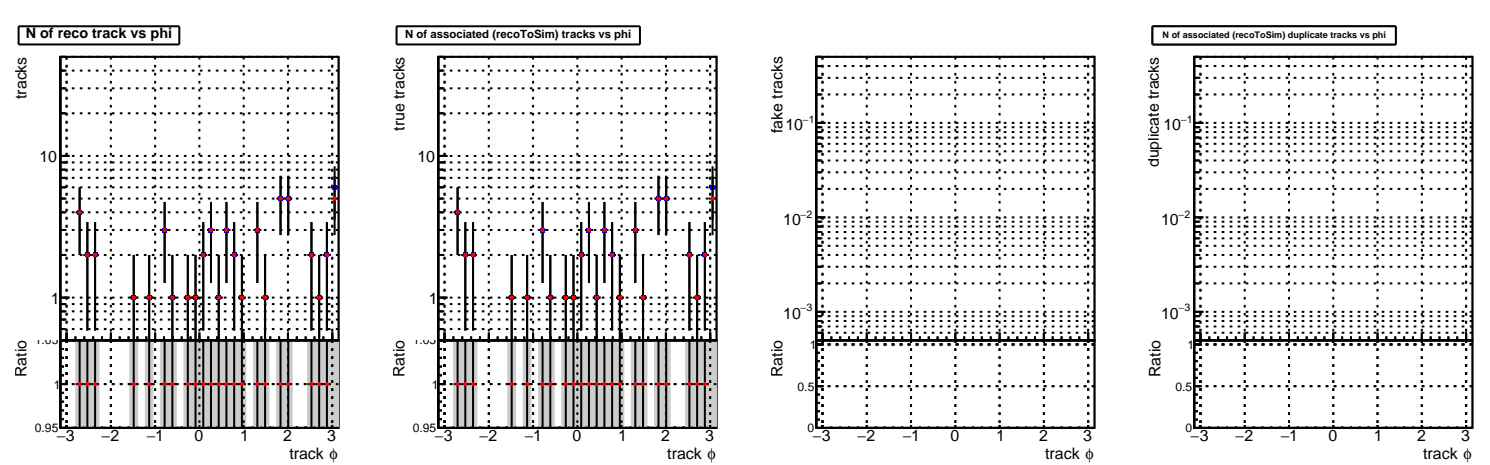 N of reco track vs phi
tracks
10
1
Ratio
1.05
1
0.95
−3 −2 −1 0 1 2 3
track ϕ
N of associated (recoToSim) tracks vs phi
true tracks
10
1
Ratio
1.05
1
0.95
−3 −2 −1 0 1 2 3
track ϕ
fake tracks
10−1
10−2
10−3
Ratio
1
0.5
0
−3 −2 −1 0 1 2 3
track ϕ
N of associated (recoToSim) duplicate tracks vs phi
duplicate tracks
10−1
10−2
10−3
Ratio
1
0.5
0
−3 −2 −1 0 1 2 3
track ϕ